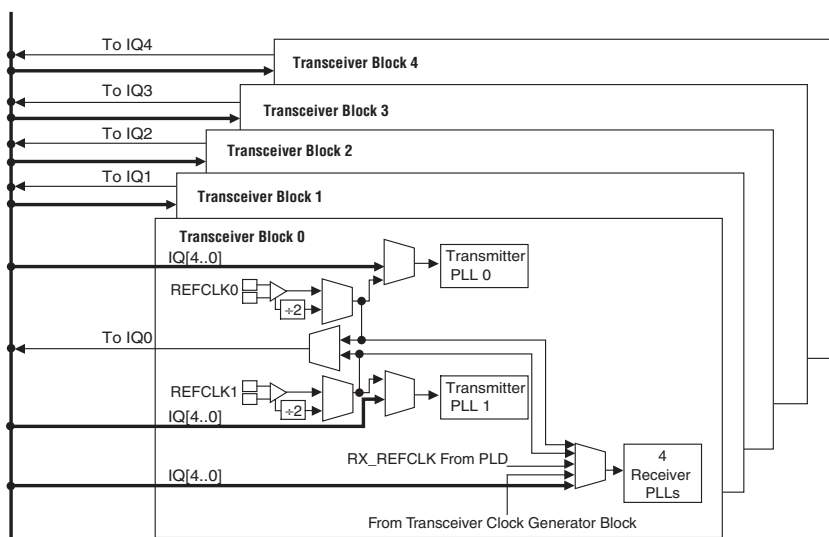 To IQ4
Transceiver Block 4
To IQ3
Transceiver Block 3
To IQ2
Transceiver Block 2
To IQ1
Transceiver Block 1
Transceiver Block 0
IQ[4..0]
Transmitter
PLL 0
REFCLK0
÷2
To IQ0
REFCLK1
÷2
Transmitter
PLL 1
IQ[4..0]
RX_REFCLK From PLD
4
Receiver
PLLs
IQ[4..0]
From Transceiver Clock Generator Block